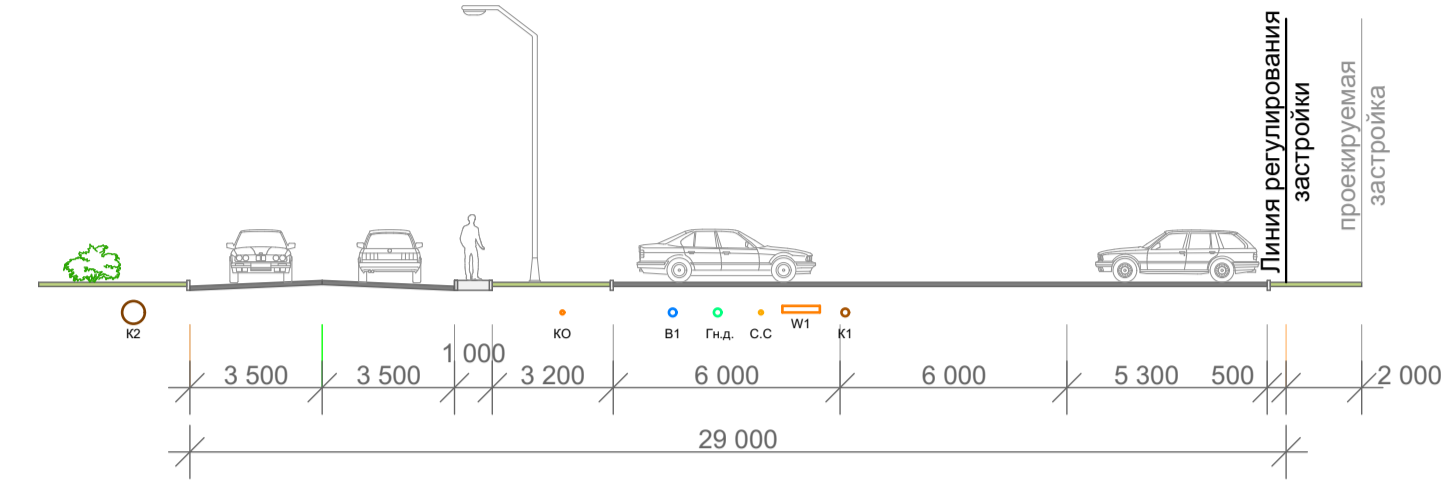 Линия регулирования
застройки
проекируемая
застройка
К2
КО
В1
Гн.д.
С.С
W1
К1
3 500
3 500
1 000
3 200
6 000
6 000
5 300
500
2 000
29 000